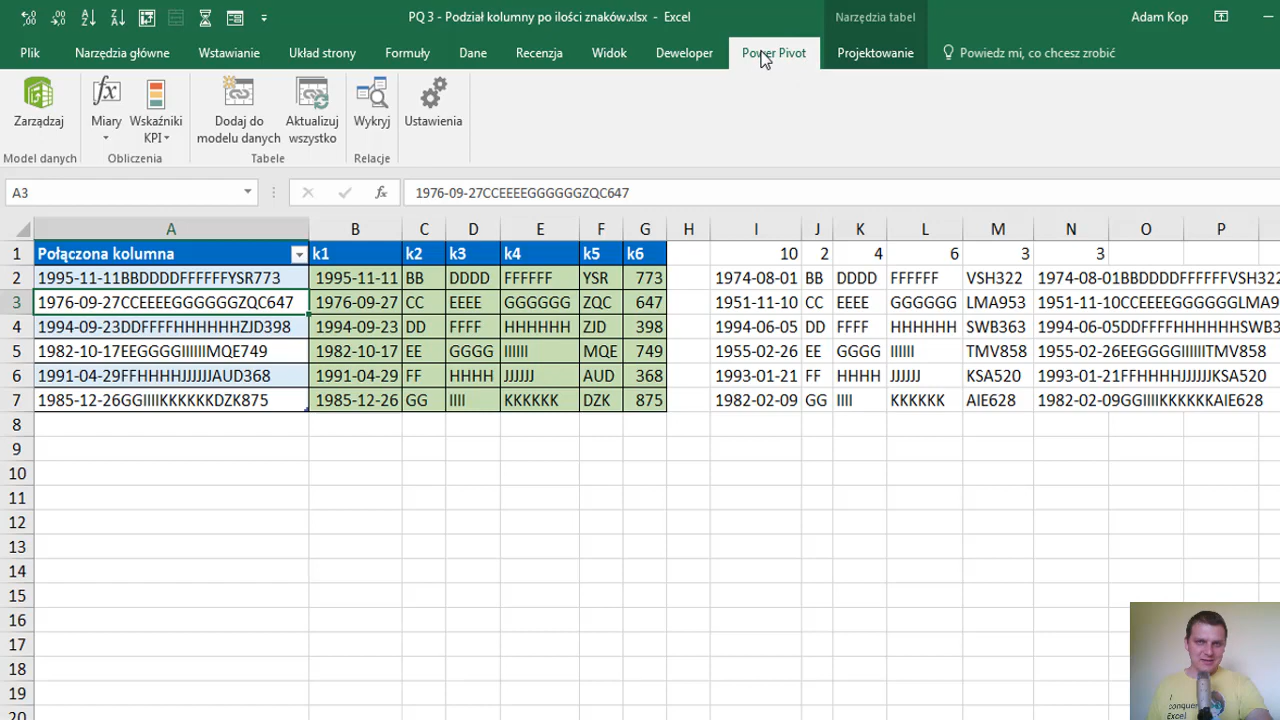 PQ 3 - Podział kolumny po ilości znaków.xlsx - Excel
Narzędzia tabel
Adam Kop
Plik Narzędzia główne Wstawianie Układ strony Formuły Dane Recenzja Widok Deweloper Power Pivot Projektowanie Powiedz mi, co chcesz zrobić
Zarządzaj
Miary
Wskaźniki KPI
Dodaj do modelu danych
Aktualizuj wszystko
Wykryj
Ustawienia
Model danych Obliczenia Tabele Relacje
A3 fx 1976-09-27CCEEEEGGGGGGZQC647
A B C D E F G H I J K L M N O P
1 Połączona kolumna k1 k2 k3 k4 k5 k6 10 2 4 6 3 3
2 1995-11-11BBDDDDFFFFFFYSR773 1995-11-11 BB DDDD FFFFFF YSR 773 1974-08-01 BB DDDD FFFFFF VSH322 1974-08-01BBDDDDFFFFFFVSH322
3 1976-09-27CCEEEEGGGGGGZQC647 1976-09-27 CC EEEE GGGGGG ZQC 647 1951-11-10 CC EEEE GGGGGG LMA953 1951-11-10CCEEEEGGGGGGLMA9
4 1994-09-23DDFFFFHHHHHHZJD398 1994-09-23 DD FFFF HHHHHH ZJD 398 1994-06-05 DD FFFF HHHHHH SWB363 1994-06-05DDFFFFHHHHHHSWB3
5 1982-10-17EEGGGGIIIIIIMQE749 1982-10-17 EE GGGG IIIIII MQE 749 1955-02-26 EE GGGG IIIIII TMV858 1955-02-26EEGGGGIIIIIITMV858
6 1991-04-29FFHHHHJJJJJJAUD368 1991-04-29 FF HHHH JJJJJJ AUD 368 1993-01-21 FF HHHH JJJJJJ KSA520 1993-01-21FFHHHHJJJJJJKSA520
7 1985-12-26GGIIIIKKKKKKDZK875 1985-12-26 GG IIII KKKKKK DZK 875 1982-02-09 GG IIII KKKKKK AIE628 1982-02-09GGIIIIKKKKKKAIE628
8
9
10
11
12
13
14
15
16
17
18
19
20